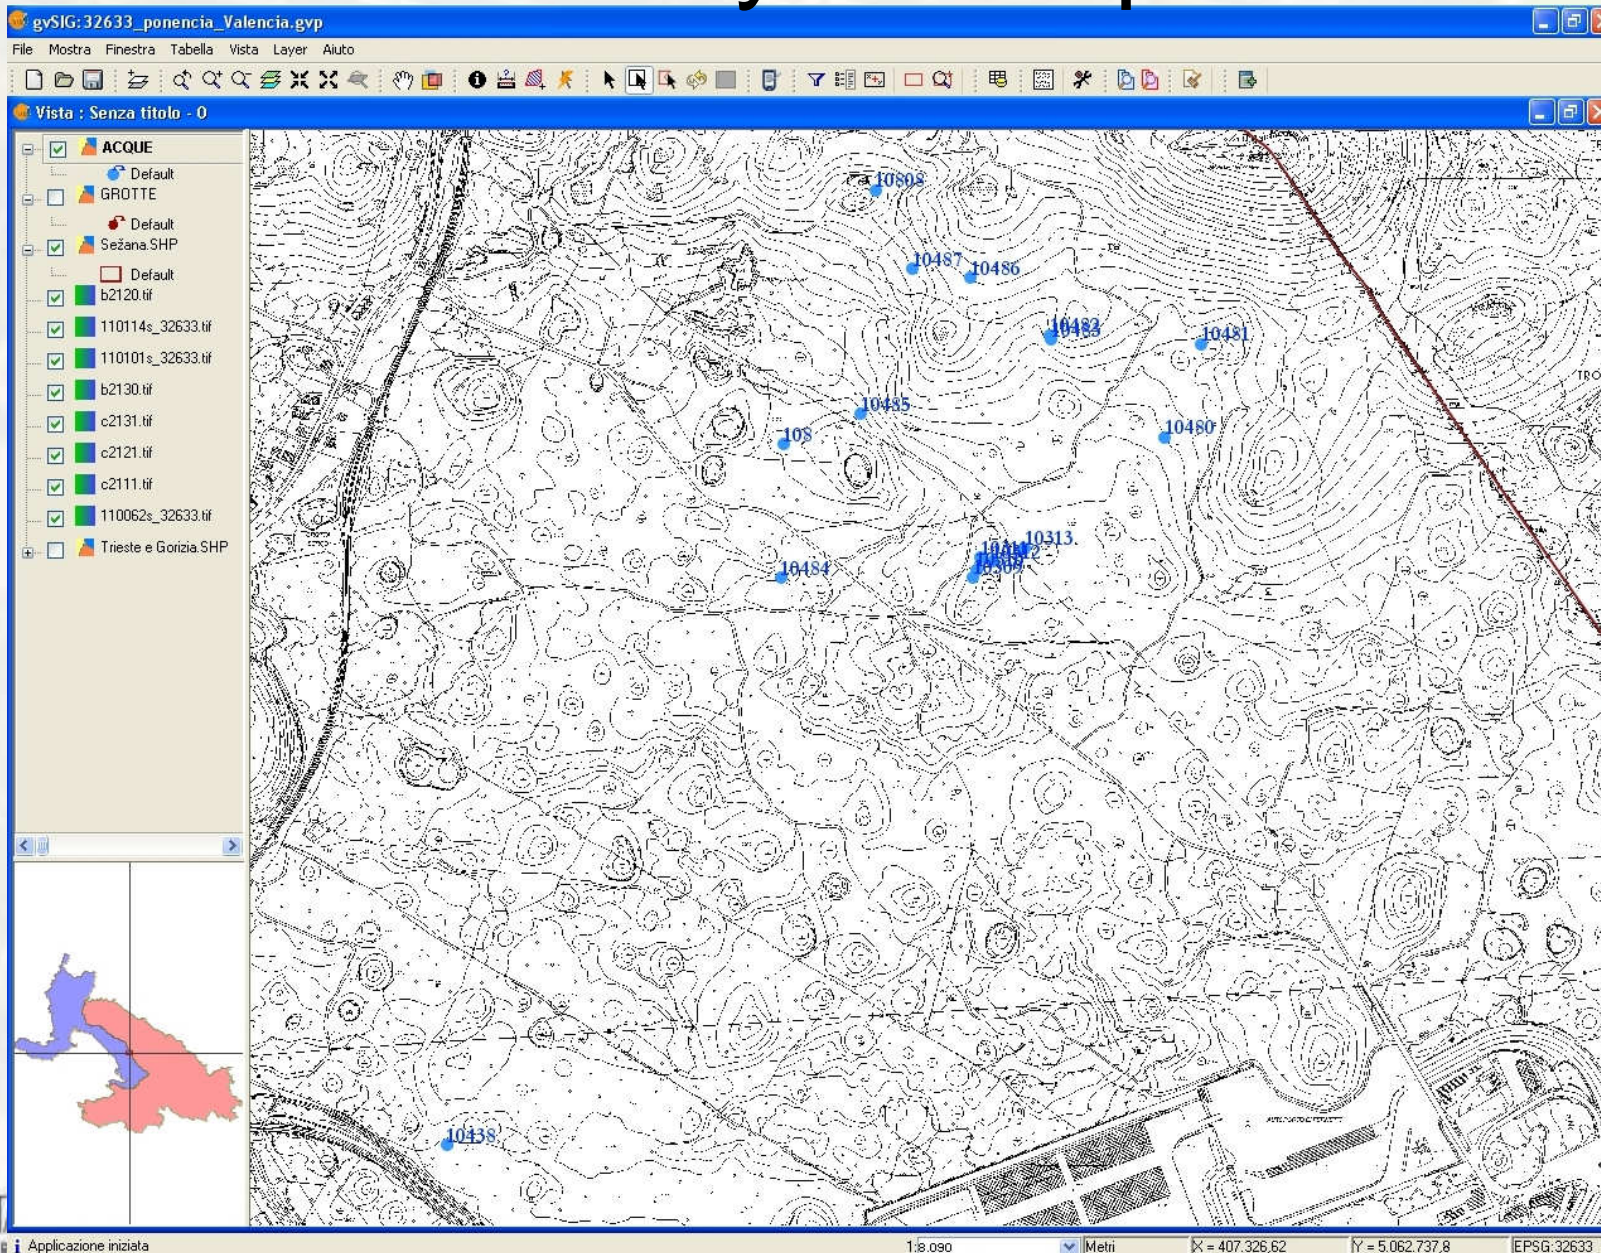 gvSIG:32633_ponencia_Valencia.gvp
File Mostra Finestra Tabella Vista Layer Aiuto
Vista : Senza titolo - 0
ACQUE
Default
GROTTE
Default
Sežana.SHP
Default
b2120.tif
110114s_32633.tif
110101s_32633.tif
b2130.tif
c2131.tif
c2121.tif
c2111.tif
110062s_32633.tif
Trieste e Gorizia.SHP
10808
10487
10486
10481
10485
108
10480
10313
10309
10484
10438
Applicazione iniziata
1:8.090
Metri
X = 407.326,62
Y = 5.062.737,8
EPSG:32633